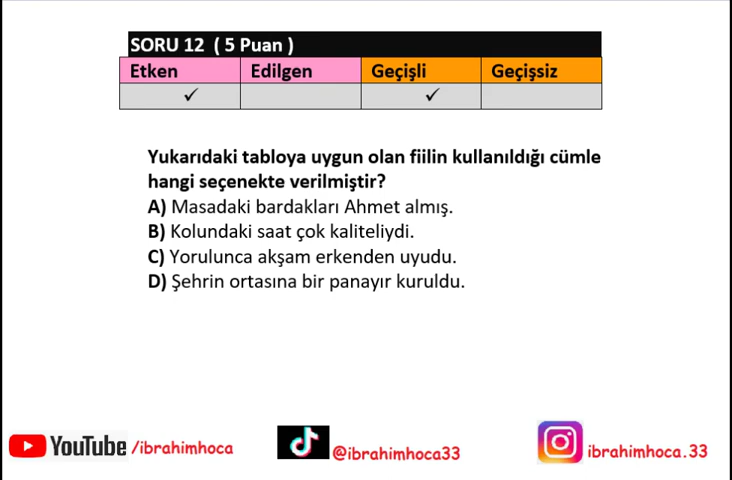 SORU 12 ( 5 Puan )
Etken Edilgen Geçişli Geçişsiz
✓ ✓
Yukarıdaki tabloya uygun olan fiilin kullanıldığı cümle
hangi seçenekte verilmiştir?
A) Masadaki bardakları Ahmet almış.
B) Kolundaki saat çok kaliteliydi.
C) Yorulunca akşam erkenden uyudu.
D) Şehrin ortasına bir panayır kuruldu.
YouTube /ibrahimhoca @ibrahimhoca33 ibrahimhoca.33